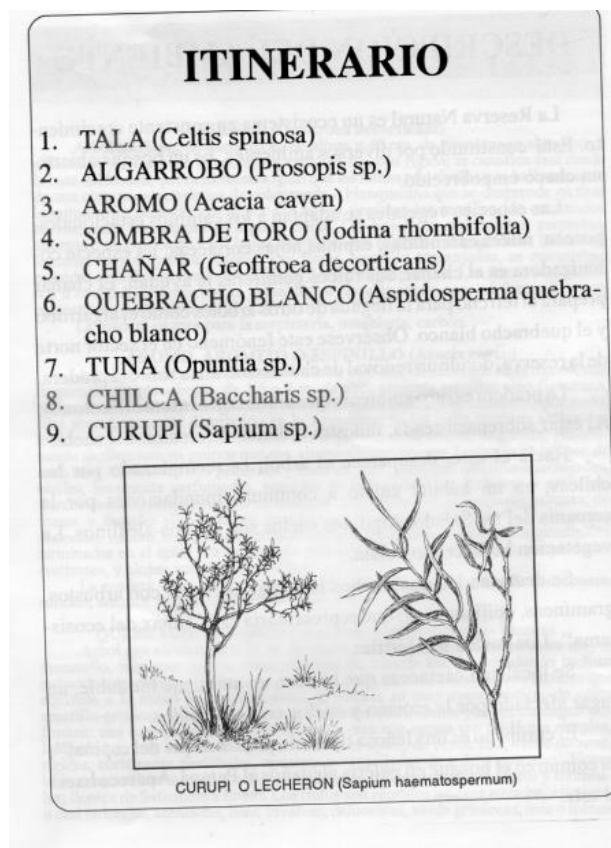 ITINERARIO
1. TALA (Celtis spinosa)
2. ALGARROBO (Prosopis sp.)
3. AROMO (Acacia caven)
4. SOMBRA DE TORO (Jodina rhombifolia)
5. CHAÑAR (Geoffroea decorticans)
6. QUEBRACHO BLANCO (Aspidosperma quebra-
cho blanco)
7. TUNA (Opuntia sp.)
8. CHILCA (Baccharis sp.)
9. CURUPI (Sapium sp.)
CURUPI O LECHERON (Sapium haematospermum)